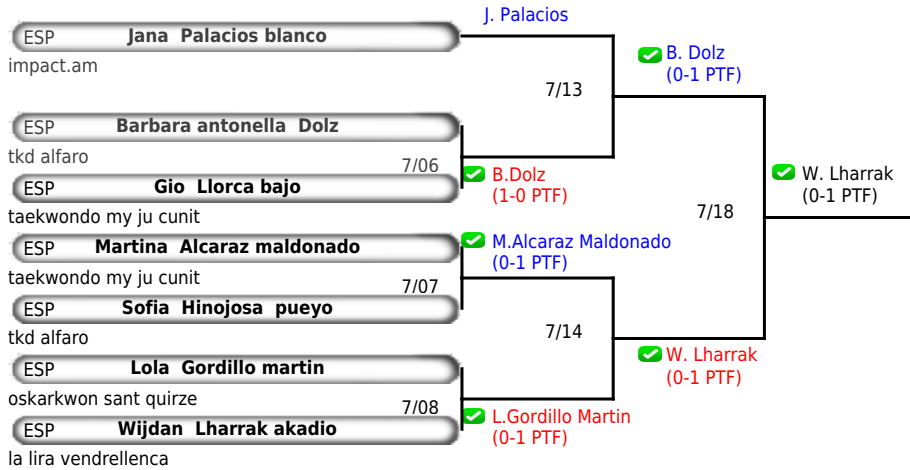 J. Palacios
ESP Jana Palacios blanco
impact.am
B. Dolz
(0-1 PTF)
7/13
ESP Barbara antonella Dolz
tkd alfaro
7/06
B.Dolz
(1-0 PTF)
ESP Gio Llorca bajo
taekwondo my ju cunit
W. Lharrak
(0-1 PTF)
7/18
ESP Martina Alcaraz maldonado
M.Alcaraz Maldonado
(0-1 PTF)
taekwondo my ju cunit
7/07
ESP Sofia Hinojosa pueyo
tkd alfaro
7/14
W. Lharrak
(0-1 PTF)
ESP Lola Gordillo martin
oskarkwon sant quirze
7/08
L.Gordillo Martin
(0-1 PTF)
ESP Wijdan Lharrak akadio
la lira vendrellenca